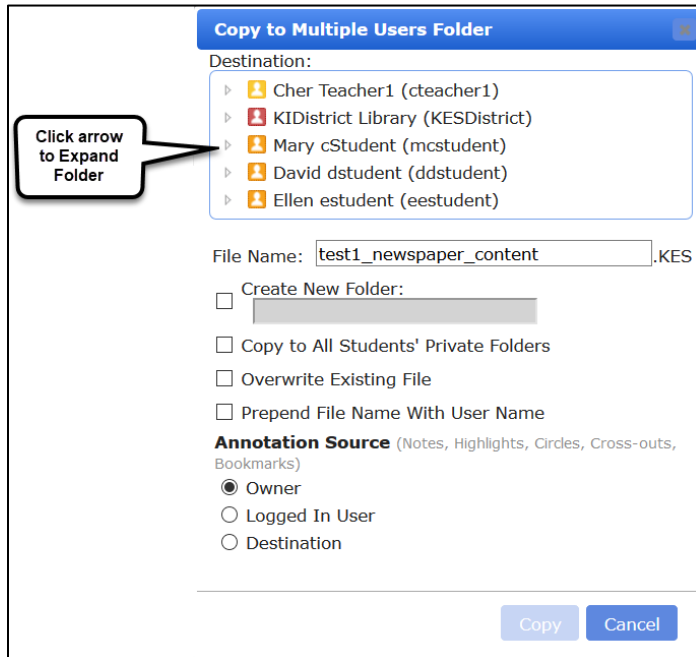 Copy to Multiple Users Folder
Destination:
Cher Teacher1 (cteacher1)
KIDistrict Library (KESDistrict)
Mary cStudent (mcstudent)
David dstudent (ddstudent)
Ellen estudent (eestudent)
Click arrow
to Expand
Folder
File Name: test1_newspaper_content .KES
Create New Folder:
Copy to All Students' Private Folders
Overwrite Existing File
Prepend File Name With User Name
Annotation Source (Notes, Highlights, Circles, Cross-outs,
Bookmarks)
Owner
Logged In User
Destination
Copy Cancel